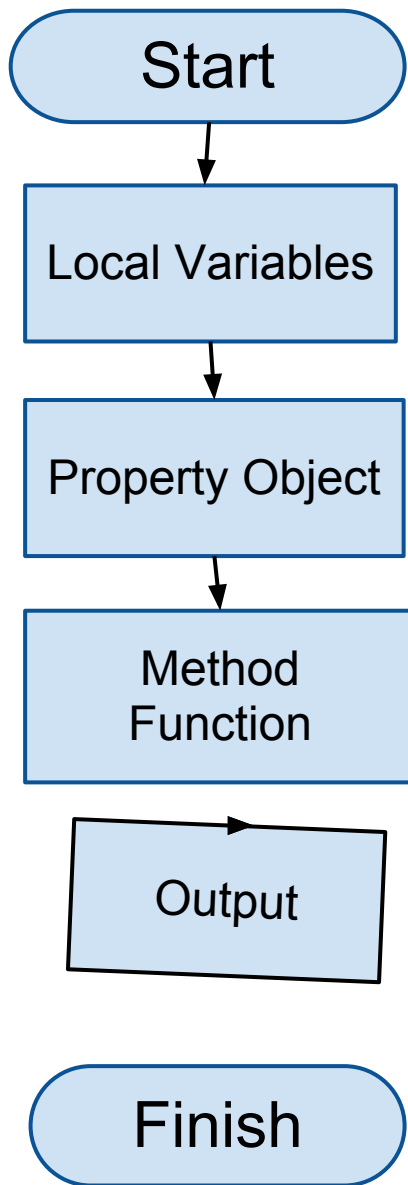 Start
Local Variables
Property Object
Method
Function
Output
Finish